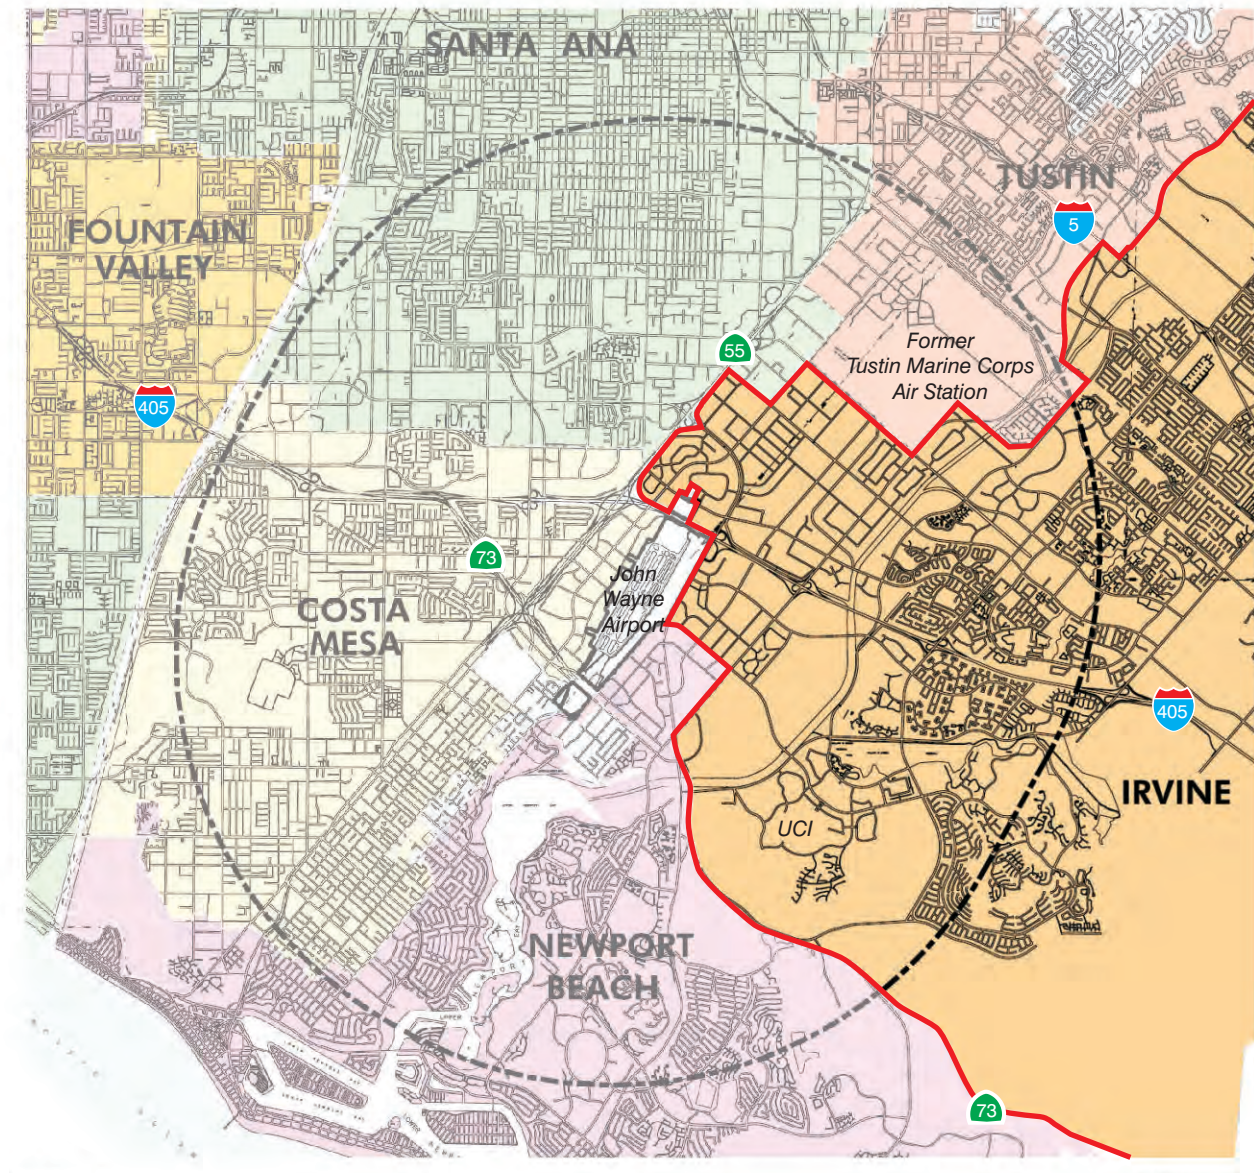 SANTA ANA
TUSTIN
5
FOUNTAIN
VALLEY
55
Former
Tustin Marine Corps
Air Station
405
73
John
Wayne
Airport
COSTA
MESA
405
IRVINE
UCI
NEWPORT
BEACH
UPPER
73